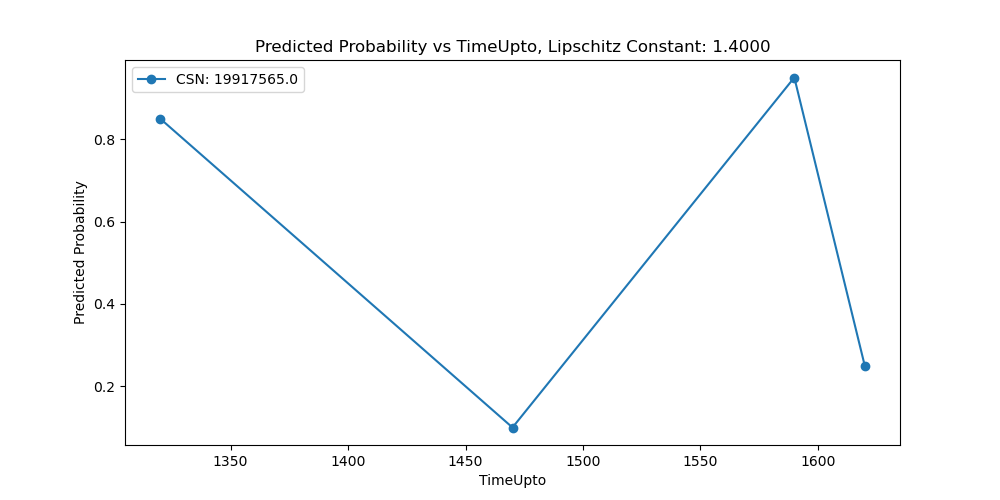 Predicted Probability vs TimeUpto, Lipschitz Constant: 1.4000
CSN: 19917565.0
Predicted Probability
0.8
0.6
0.4
0.2
1350 1400 1450 1500 1550 1600
TimeUpto